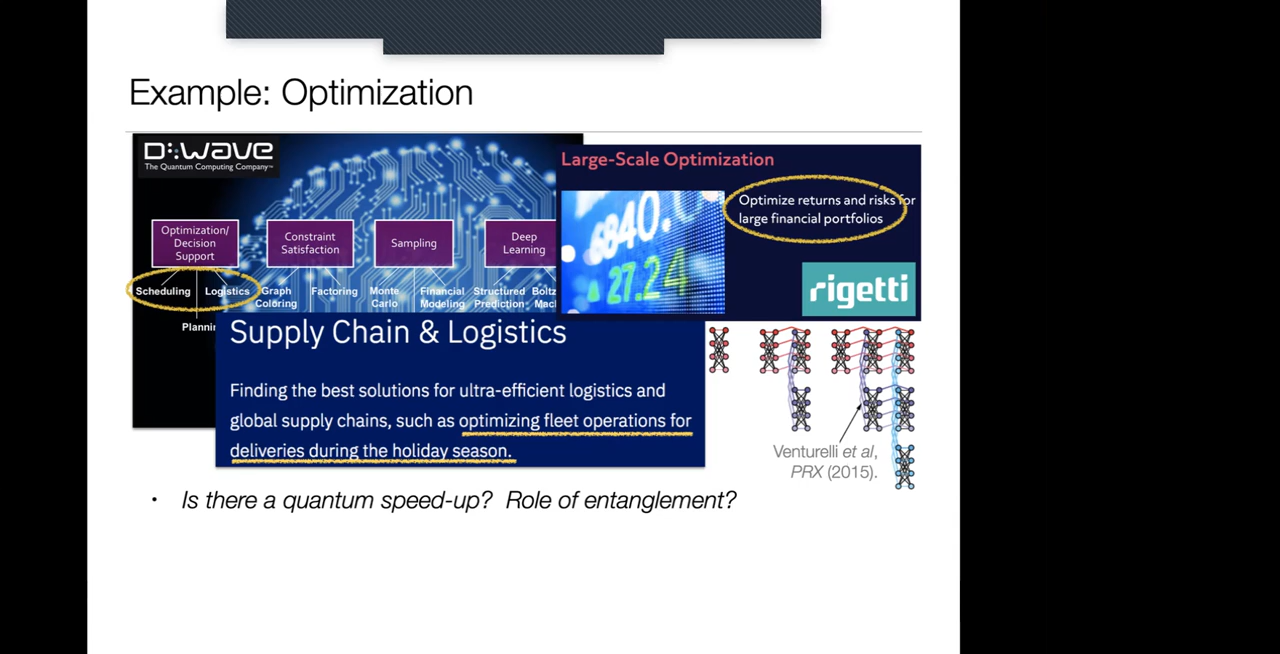 Example: Optimization
D:wave
The Quantum Computing Company™
Optimization/
Decision
Support
Constraint
Satisfaction
Sampling
Deep
Learning
Scheduling
Logistics
Graph
Coloring
Factoring
Monte
Carlo
Financial
Modeling
Structured
Prediction
Large-Scale Optimization
Optimize returns and risks for
large financial portfolios
6840.
27.24
rigetti
Supply Chain & Logistics
Finding the best solutions for ultra-efficient logistics and
global supply chains, such as optimizing fleet operations for
deliveries during the holiday season.
Venturelli et al,
PRX (2015).
• Is there a quantum speed-up? Role of entanglement?